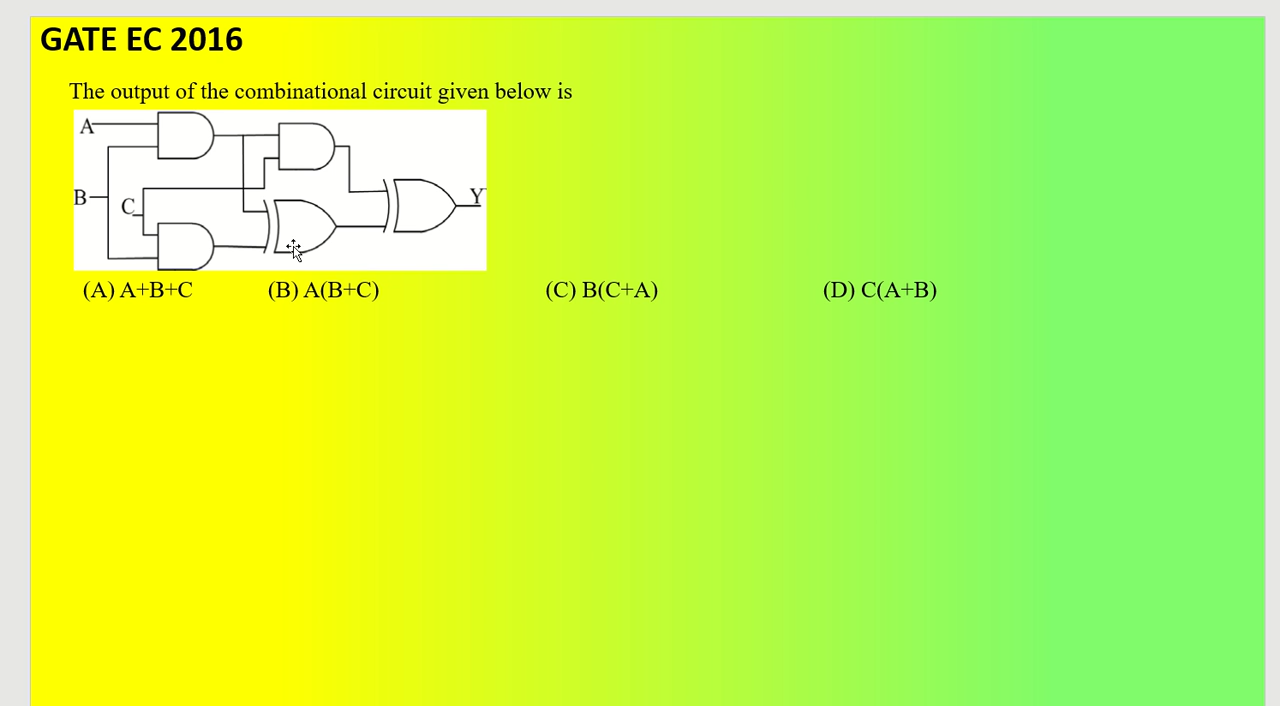 GATE EC 2016
The output of the combinational circuit given below is
A
B
C
Y
(A) A+B+C (B) A(B+C) (C) B(C+A) (D) C(A+B)